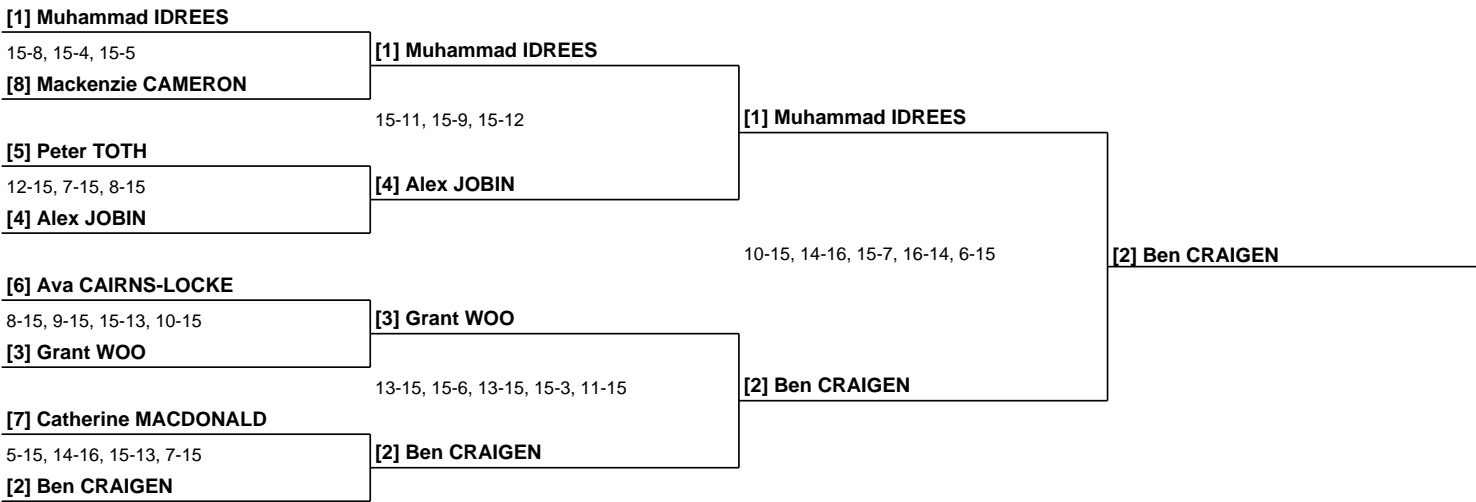 [1] Muhammad IDREES
15-8, 15-4, 15-5
[8] Mackenzie CAMERON
[5] Peter TOTH
12-15, 7-15, 8-15
[4] Alex JOBIN
[6] Ava CAIRNS-LOCKE
8-15, 9-15, 15-13, 10-15
[3] Grant WOO
[7] Catherine MACDONALD
5-15, 14-16, 15-13, 7-15
[2] Ben CRAIGEN
[1] Muhammad IDREES
15-11, 15-9, 15-12
[4] Alex JOBIN
[3] Grant WOO
13-15, 15-6, 13-15, 15-3, 11-15
[2] Ben CRAIGEN
[1] Muhammad IDREES
10-15, 14-16, 15-7, 16-14, 6-15
[2] Ben CRAIGEN
[2] Ben CRAIGEN